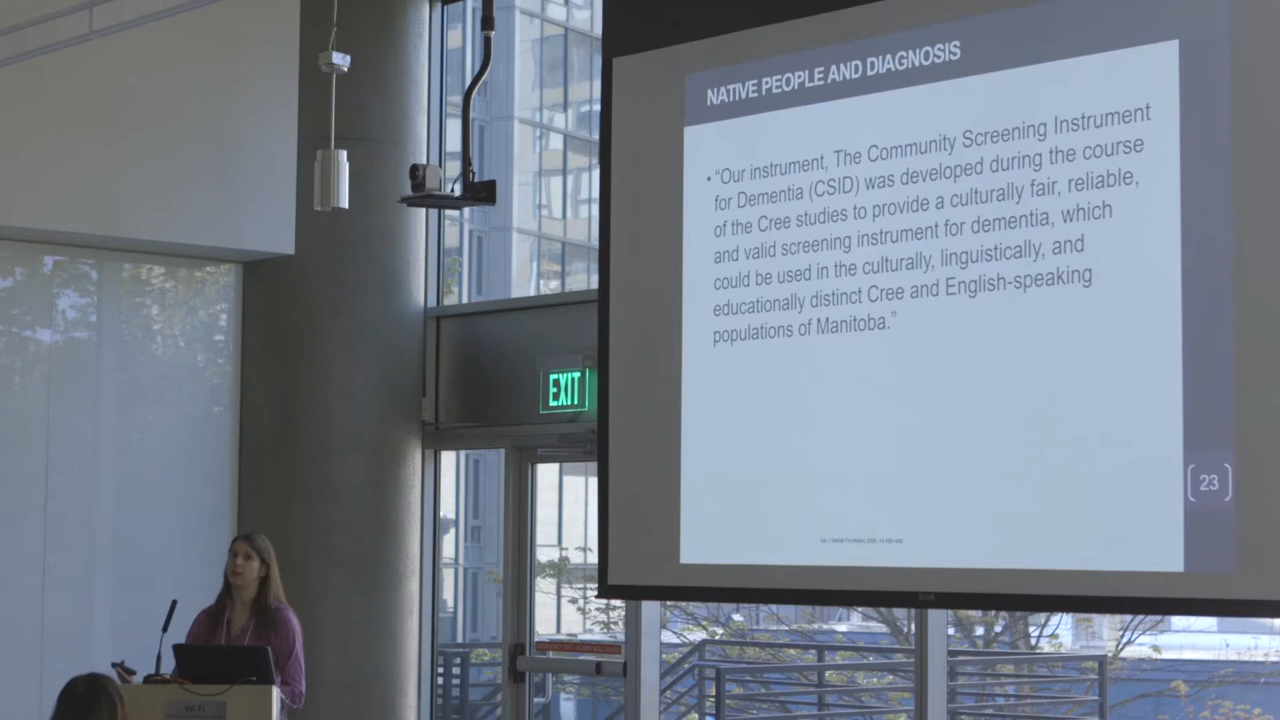 NATIVE PEOPLE AND DIAGNOSIS
• “Our instrument, The Community Screening Instrument
for Dementia (CSID) was developed during the course
of the Cree studies to provide a culturally fair, reliable,
and valid screening instrument for dementia, which
could be used in the culturally, linguistically, and
educationally distinct Cree and English-speaking
populations of Manitoba.”
EXIT
23
Wi-Fi